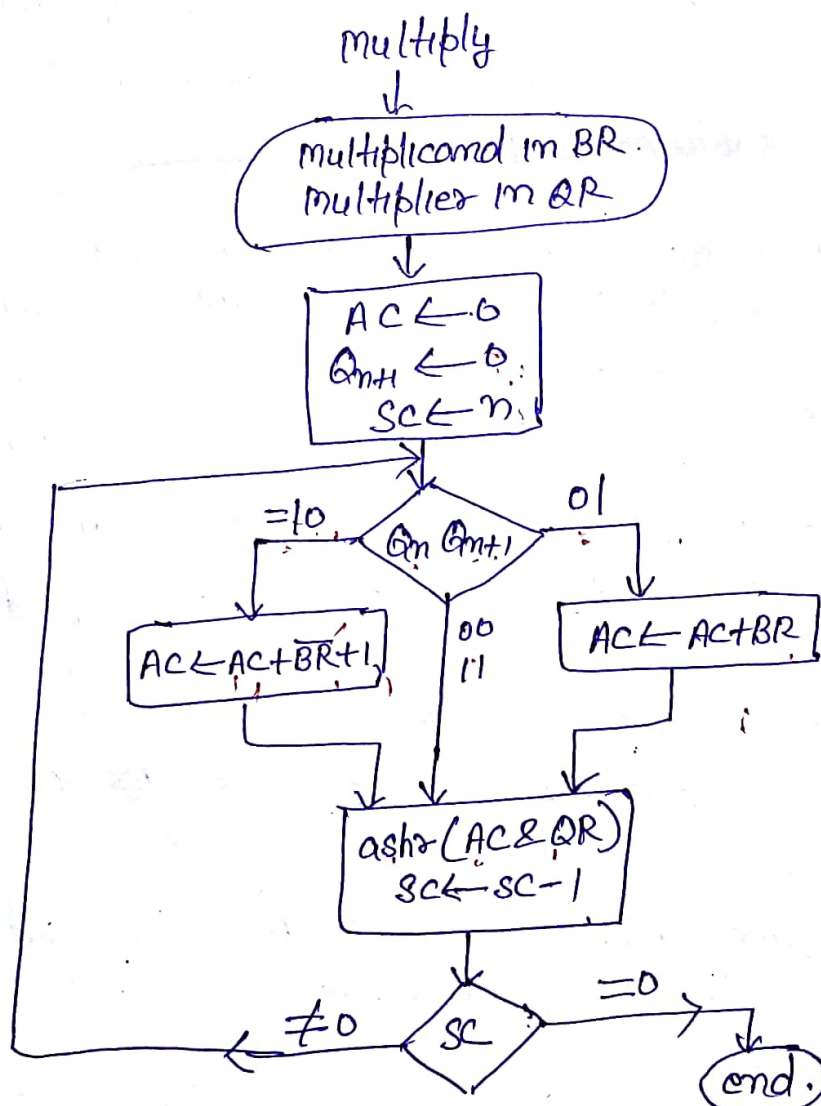 multiply
multiplicand in BR.
multiplier in QR
AC ← 0
Qn+1 ← 0
SC ← n
=10
Qn Qn+1
01
AC ← AC + B̅R̅ + 1
00
11
AC ← AC+BR
ashr (AC & QR)
SC ← SC - 1
≠0
SC
=0
end.